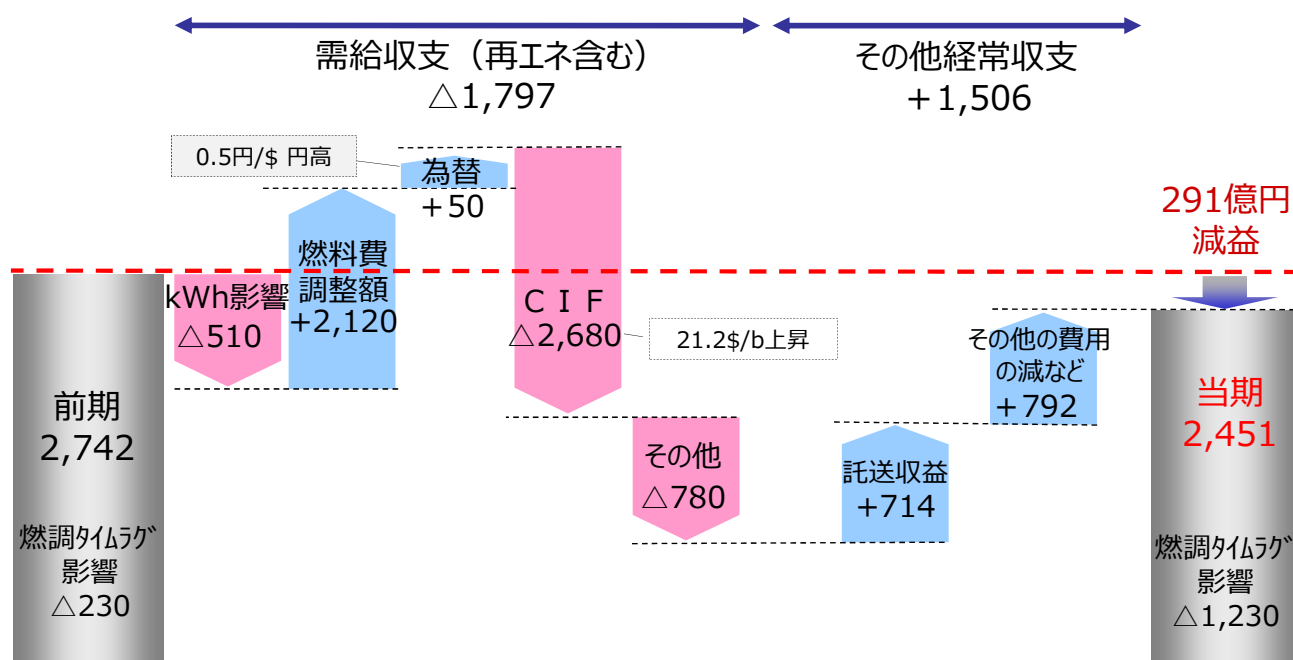 需給収支（再エネ含む）
△1,797
その他経常収支
＋1,506
0.5円/$ 円高
為替
＋50
291億円
減益
kWh影響
△510
燃料費
調整額
+2,120
ＣＩＦ
△2,680
21.2$/b上昇
その他の費用
の減など
＋792
前期
2,742
その他
△780
託送収益
+714
当期
2,451
燃調ﾀｲﾑﾗｸﾞ
影響
△230
燃調ﾀｲﾑﾗｸﾞ
影響
△1,230